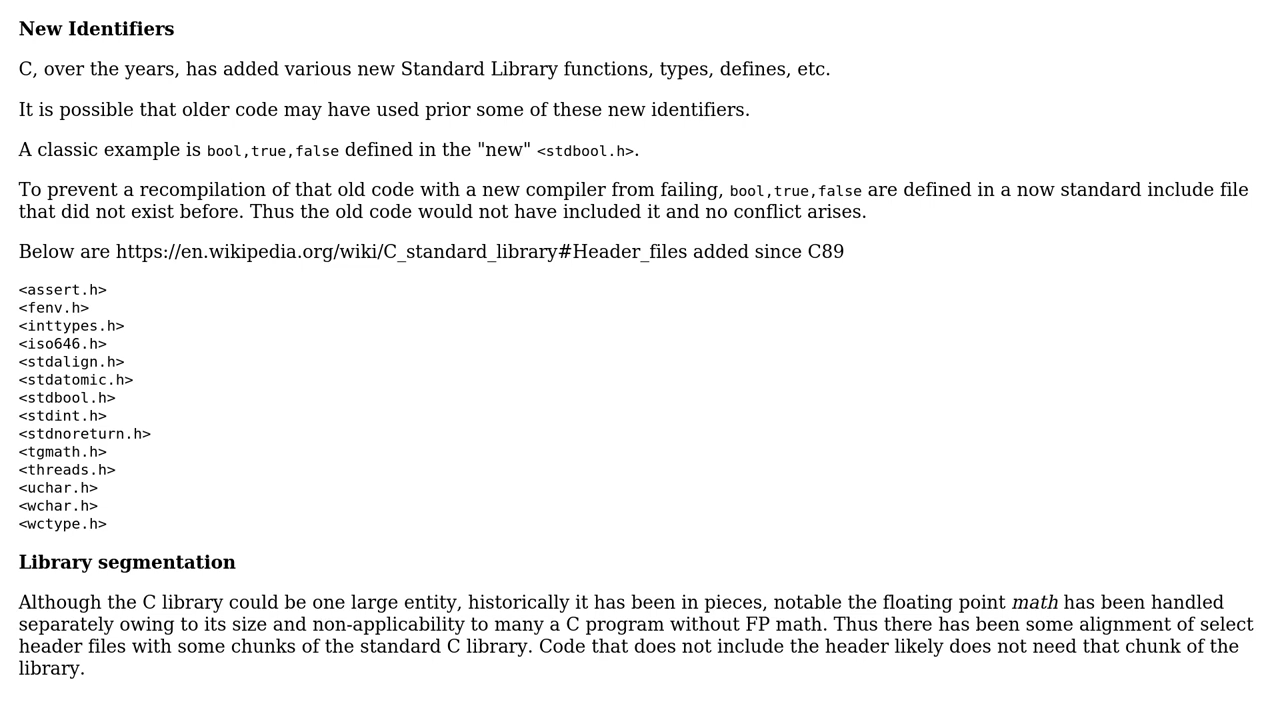 New Identifiers
C, over the years, has added various new Standard Library functions, types, defines, etc.
It is possible that older code may have used prior some of these new identifiers.
A classic example is bool,true,false defined in the "new" <stdbool.h>.
To prevent a recompilation of that old code with a new compiler from failing, bool,true,false are defined in a now standard include file
that did not exist before. Thus the old code would not have included it and no conflict arises.
Below are https://en.wikipedia.org/wiki/C_standard_library#Header_files added since C89
<assert.h>
<fenv.h>
<inttypes.h>
<iso646.h>
<stdalign.h>
<stdatomic.h>
<stdbool.h>
<stdint.h>
<stdnoreturn.h>
<tgmath.h>
<threads.h>
<uchar.h>
<wchar.h>
<wctype.h>
Library segmentation
Although the C library could be one large entity, historically it has been in pieces, notable the floating point math has been handled
separately owing to its size and non-applicability to many a C program without FP math. Thus there has been some alignment of select
header files with some chunks of the standard C library. Code that does not include the header likely does not need that chunk of the
library.